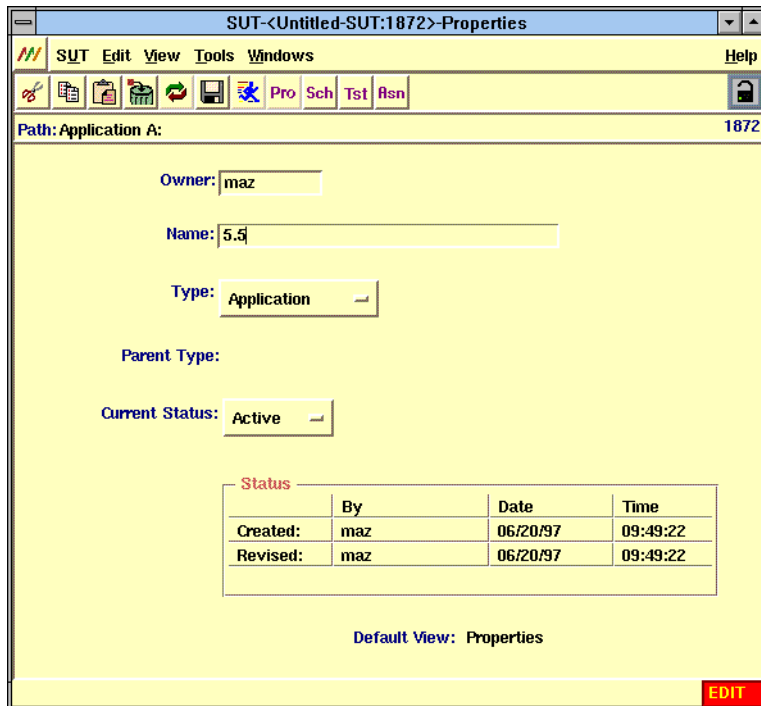 SUT-<Untitled-SUT:1872>-Properties
SUT Edit View Tools Windows Help
Pro Sch Tst Asn
Path: Application A: 1872
Owner: maz
Name: 5.5
Type: Application
Parent Type:
Current Status: Active
Status
By Date Time
Created: maz 06/20/97 09:49:22
Revised: maz 06/20/97 09:49:22
Default View: Properties
EDIT